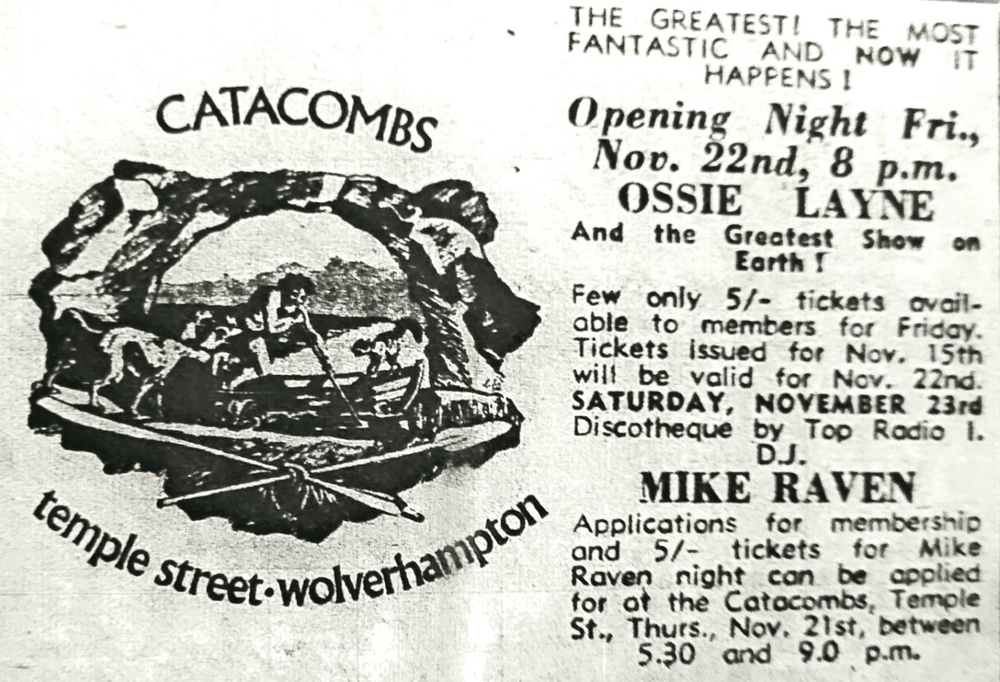 CATACOMBS
temple street·wolverhampton
THE GREATEST! THE MOST
FANTASTIC AND NOW IT
HAPPENS!
Opening Night Fri.,
Nov. 22nd, 8 p.m.
OSSIE LAYNE
And the Greatest Show on
Earth!
Few only 5/- tickets avail-
able to members for Friday.
Tickets issued for Nov. 15th
will be valid for Nov. 22nd.
SATURDAY, NOVEMBER 23rd
Discotheque by Top Radio 1.
D.J.
MIKE RAVEN
Applications for membership
and 5/- tickets for Mike
Raven night can be applied
for at the Catacombs, Temple
St., Thurs., Nov. 21st, between
5.30 and 9.0 p.m.